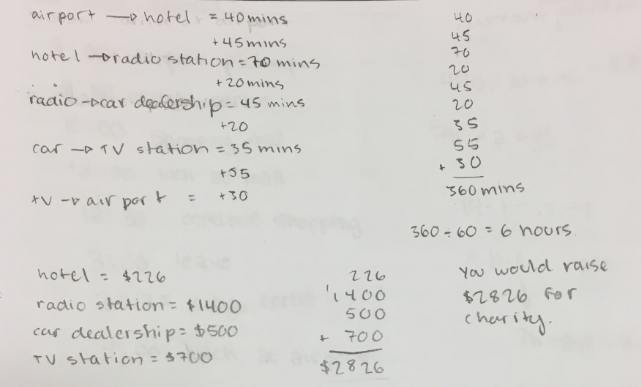 airport → hotel = 40 mins
+45 mins
hotel → radio station = 70 mins
+20 mins
radio → car dealership = 45 mins
+20
car → TV station = 35 mins
+55
tv → airport = +30
40
45
70
20
45
20
35
55
+ 30
360 mins
360 ÷ 60 = 6 hours.
hotel = $226
radio station = $1400
car dealership = $500
TV station = $700
226
1
1400
500
+ 700
$2826
You would raise
$2826 for
charity.